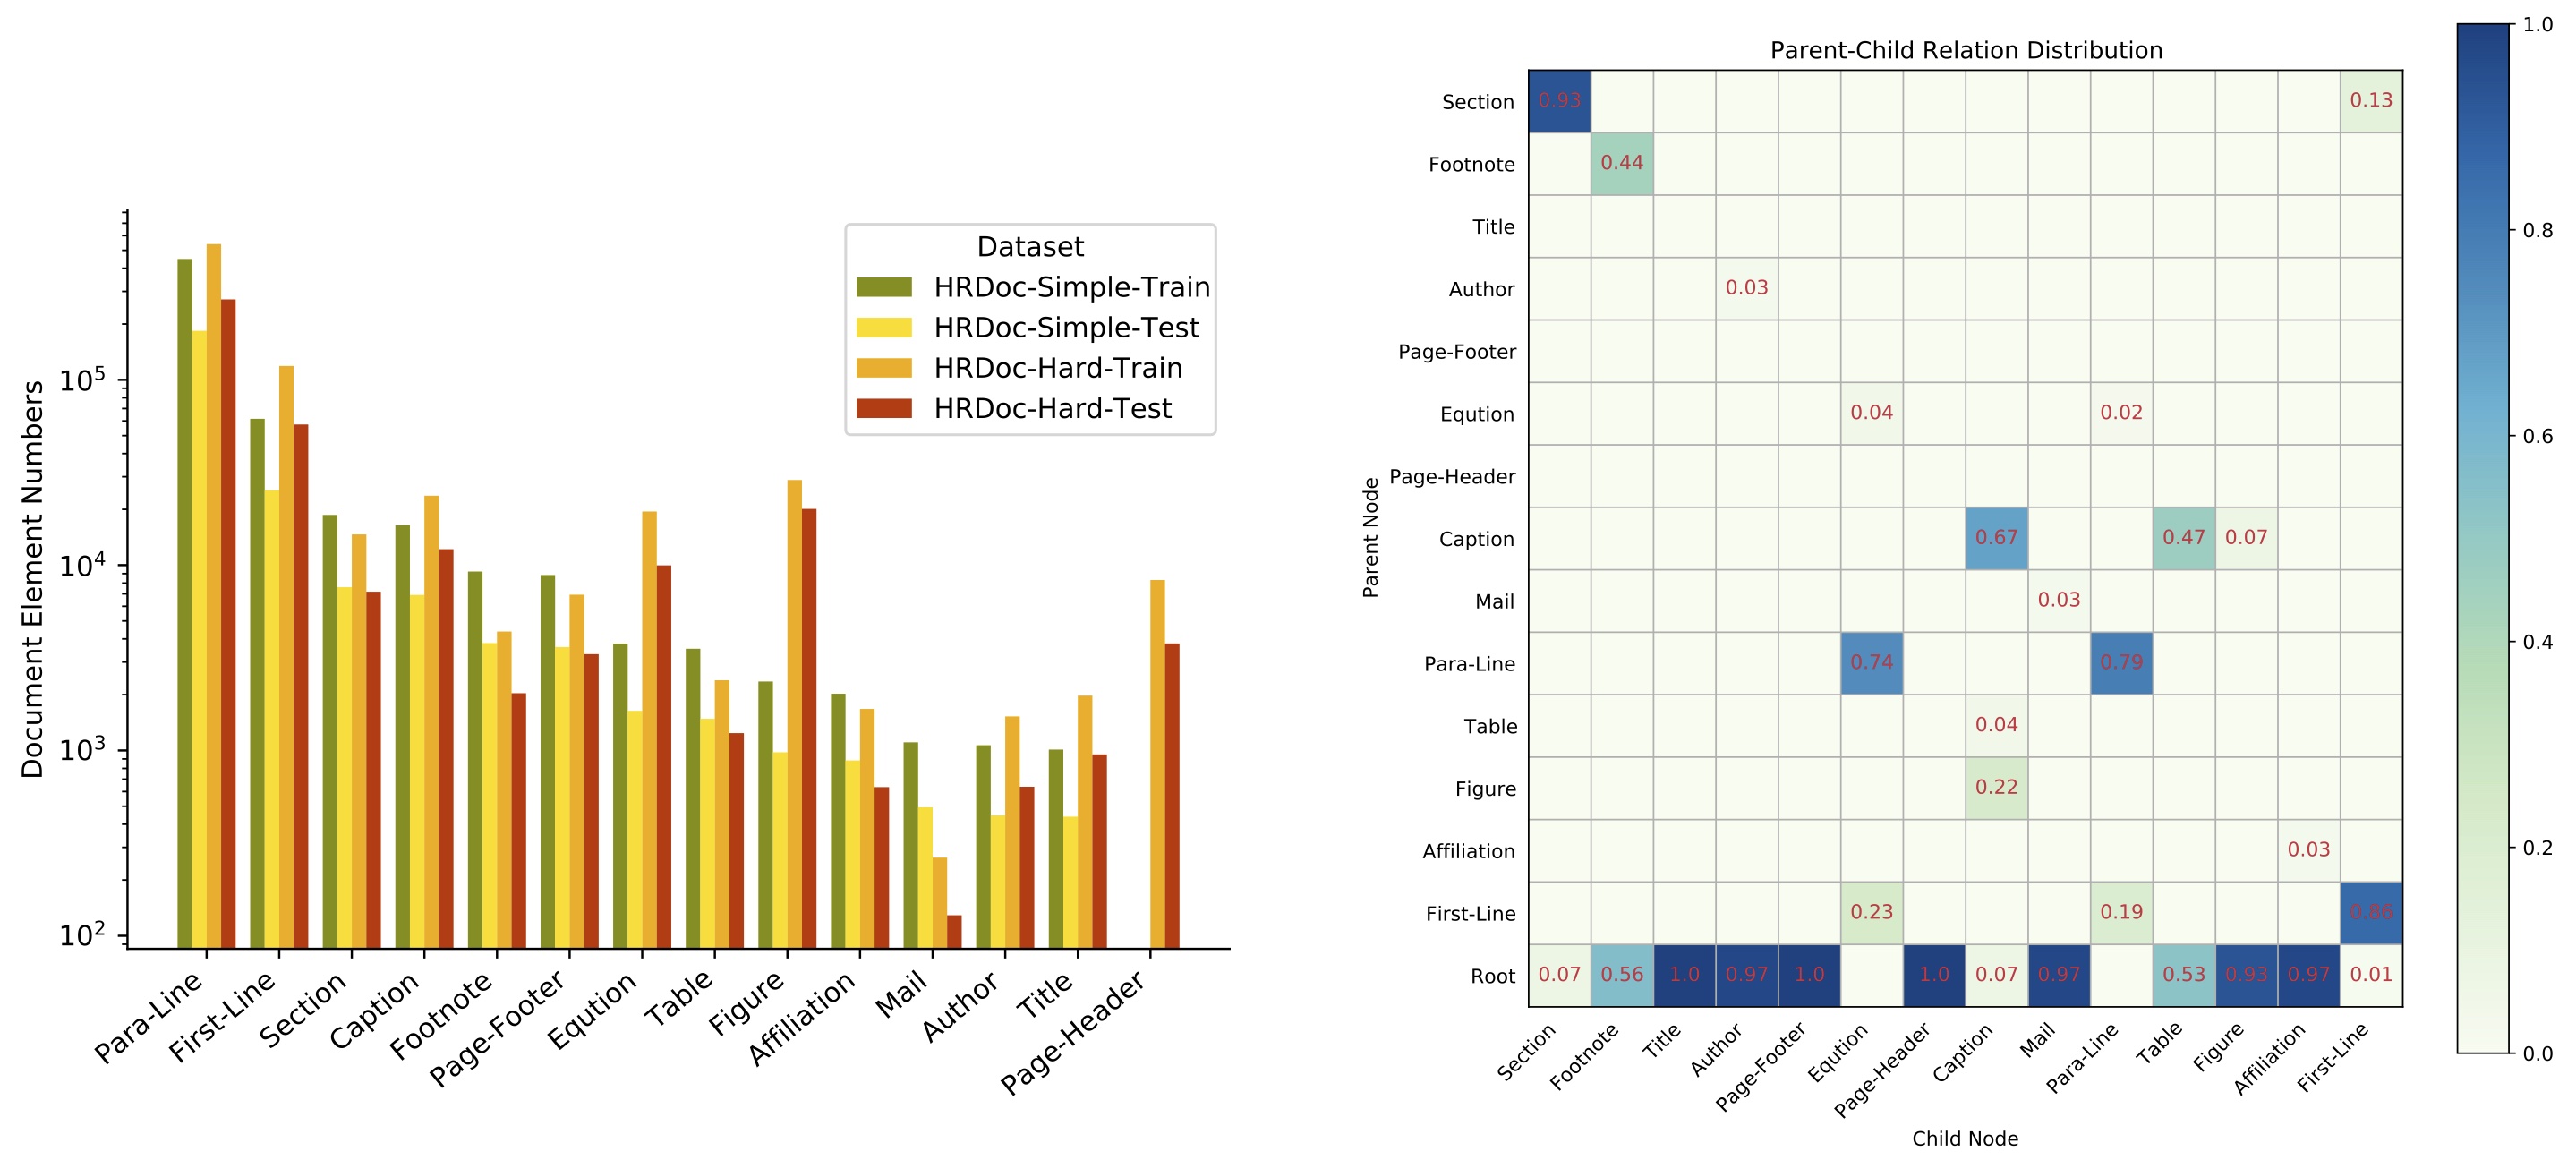 Document Element Numbers
10^5
10^4
10^3
10^2
Dataset
HRDoc-Simple-Train
HRDoc-Simple-Test
HRDoc-Hard-Train
HRDoc-Hard-Test
Para-Line
First-Line
Section
Caption
Footnote
Page-Footer
Eqution
Table
Figure
Affiliation
Mail
Author
Title
Page-Header
Parent-Child Relation Distribution
Parent Node
Section 0.93 0.13
Footnote 0.44
Title
Author 0.03
Page-Footer
Eqution 0.04 0.02
Page-Header
Caption 0.67 0.47 0.07
Mail 0.03
Para-Line 0.74 0.79
Table 0.04
Figure 0.22
Affiliation 0.03
First-Line 0.23 0.19 0.86
Root 0.07 0.56 1.0 0.97 1.0 1.0 0.07 0.97 0.53 0.93 0.97 0.01
Section
Footnote
Title
Author
Page-Footer
Eqution
Page-Header
Caption
Mail
Para-Line
Table
Figure
Affiliation
First-Line
Child Node
1.0
0.8
0.6
0.4
0.2
0.0